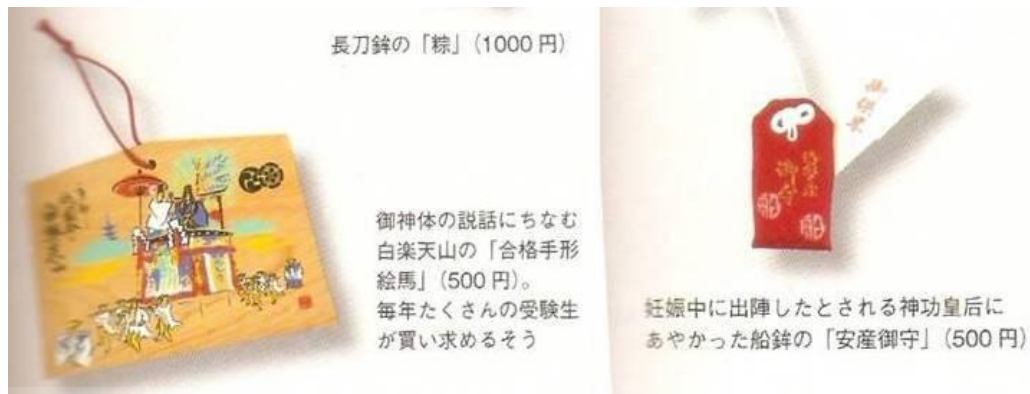 長刀鉾の「粽」(1000円)
御神体の説話にちなむ
白楽天山の「合格手形
絵馬」(500円)。
毎年たくさんの受験生
が買い求めるそう
妊娠中に出陣したとされる神功皇后に
あやかった船鉾の「安産御守」(500円)